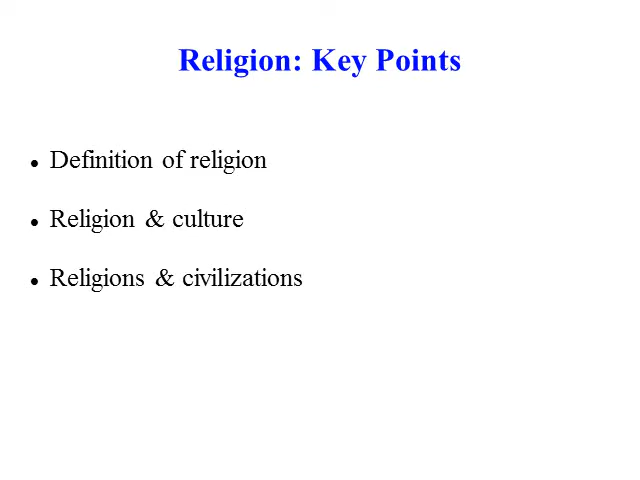 Religion: Key Points
● Definition of religion
● Religion & culture
● Religions & civilizations